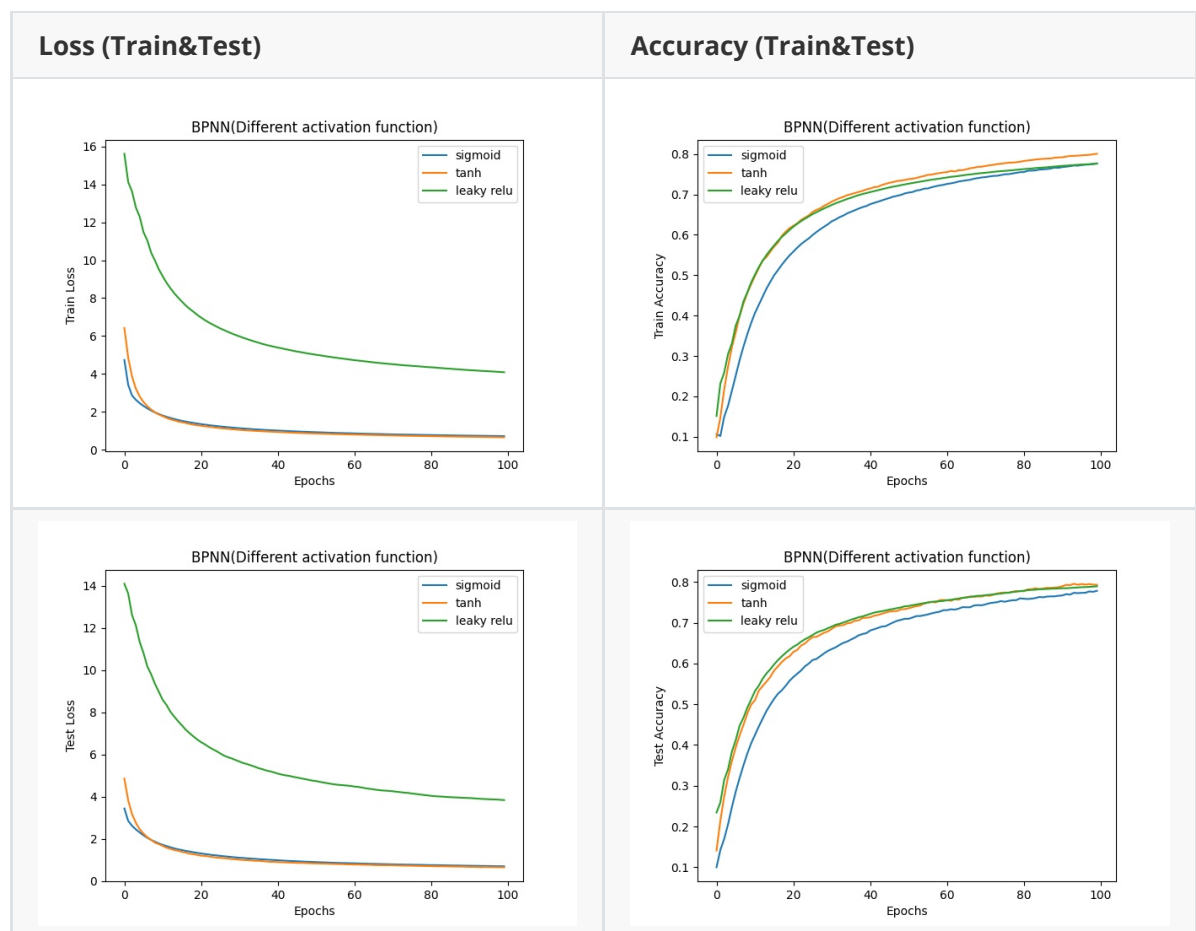 Loss (Train&Test)
Accuracy (Train&Test)
BPNN(Different activation function)
sigmoid
tanh
leaky relu
16
14
12
10
8
6
4
2
0
Train Loss
0 20 40 60 80 100
Epochs
BPNN(Different activation function)
sigmoid
tanh
leaky relu
0.8
0.7
0.6
0.5
0.4
0.3
0.2
0.1
Train Accuracy
0 20 40 60 80 100
Epochs
BPNN(Different activation function)
sigmoid
tanh
leaky relu
14
12
10
8
6
4
2
0
Test Loss
0 20 40 60 80 100
Epochs
BPNN(Different activation function)
sigmoid
tanh
leaky relu
0.8
0.7
0.6
0.5
0.4
0.3
0.2
0.1
Test Accuracy
0 20 40 60 80 100
Epochs